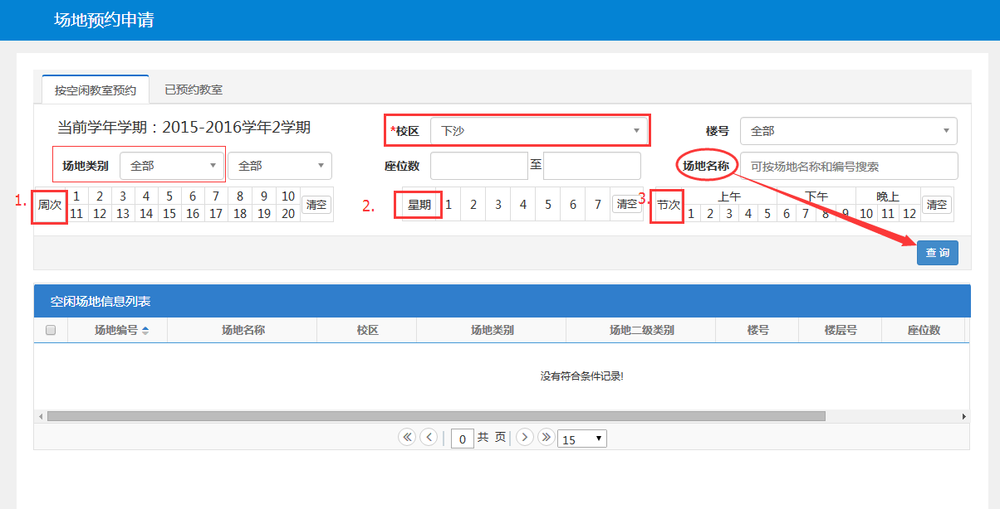 场地预约申请
按空闲教室预约 已预约教室
当前学年学期：2015-2016学年2学期 *校区 下沙 楼号 全部
场地类别 全部 全部 座位数 至 场地名称 可按场地名称和编号搜索
1. 周次 1 2 3 4 5 6 7 8 9 10 清空 2. 星期 1 2 3 4 5 6 7 清空 3. 节次 上午 下午 晚上 清空
11 12 13 14 15 16 17 18 19 20 1 2 3 4 5 6 7 8 9 10 11 12
查 询
空闲场地信息列表
场地编号 场地名称 校区 场地类别 场地二级类别 楼号 楼层号 座位数
没有符合条件记录!
0 共 页 15